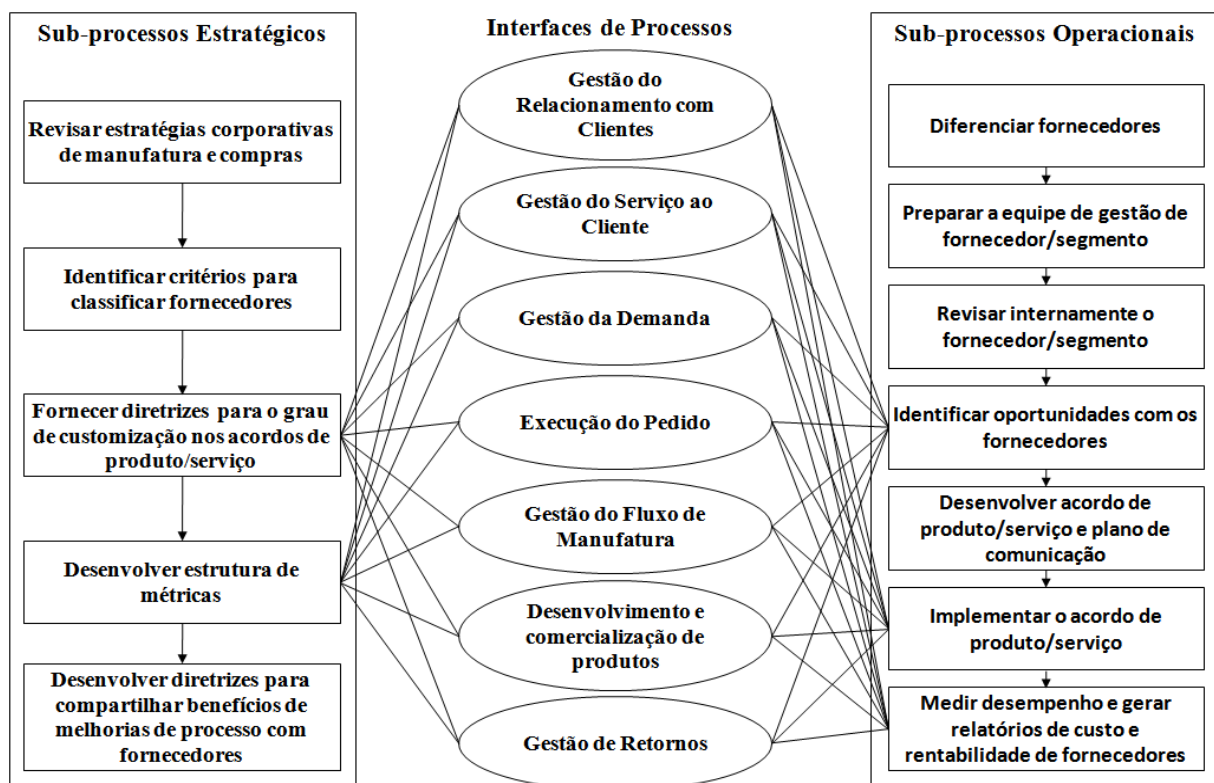 Sub-processos Estratégicos
Revisar estratégias corporativas
de manufatura e compras
Identificar critérios para
classificar fornecedores
Fornecer diretrizes para o grau
de customização nos acordos de
produto/serviço
Desenvolver estrutura de
métricas
Desenvolver diretrizes para
compartilhar benefícios de
melhorias de processo com
fornecedores
Interfaces de Processos
Gestão do
Relacionamento com
Clientes
Gestão do Serviço ao
Cliente
Gestão da Demanda
Execução do Pedido
Gestão do Fluxo de
Manufatura
Desenvolvimento e
comercialização de
produtos
Gestão de Retornos
Sub-processos Operacionais
Diferenciar fornecedores
Preparar a equipe de gestão de
fornecedor/segmento
Revisar internamente o
fornecedor/segmento
Identificar oportunidades com os
fornecedores
Desenvolver acordo de
produto/serviço e plano de
comunicação
Implementar o acordo de
produto/serviço
Medir desempenho e gerar
relatórios de custo e
rentabilidade de fornecedores